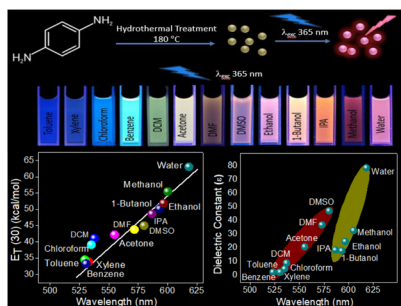 NH₂
H₂N
Hydrothermal Treatment
180 °C
λexc 365 nm
λexc 365 nm
Toluene
Xylene
Chloroform
Benzene
DCM
Acetone
DMF
DMSO
Ethanol
1-Butanol
IPA
Methanol
Water
ET (30) (kcal/mol)
65
60
55
50
45
40
35
30
Water
Methanol
1-Butanol
IPA
Ethanol
DMF
DMSO
DCM
Acetone
Chloroform
Toluene
Xylene
Benzene
500 525 550 575 600 625
Wavelength (nm)
Dielectric Constant (ε)
80
70
60
50
40
30
20
10
0
Water
DMSO
DMF
Methanol
Acetone
IPA
Ethanol
DCM
1-Butanol
Toluene
Chloroform
Benzene
Xylene
500 525 550 575 600 625
Wavelength (nm)